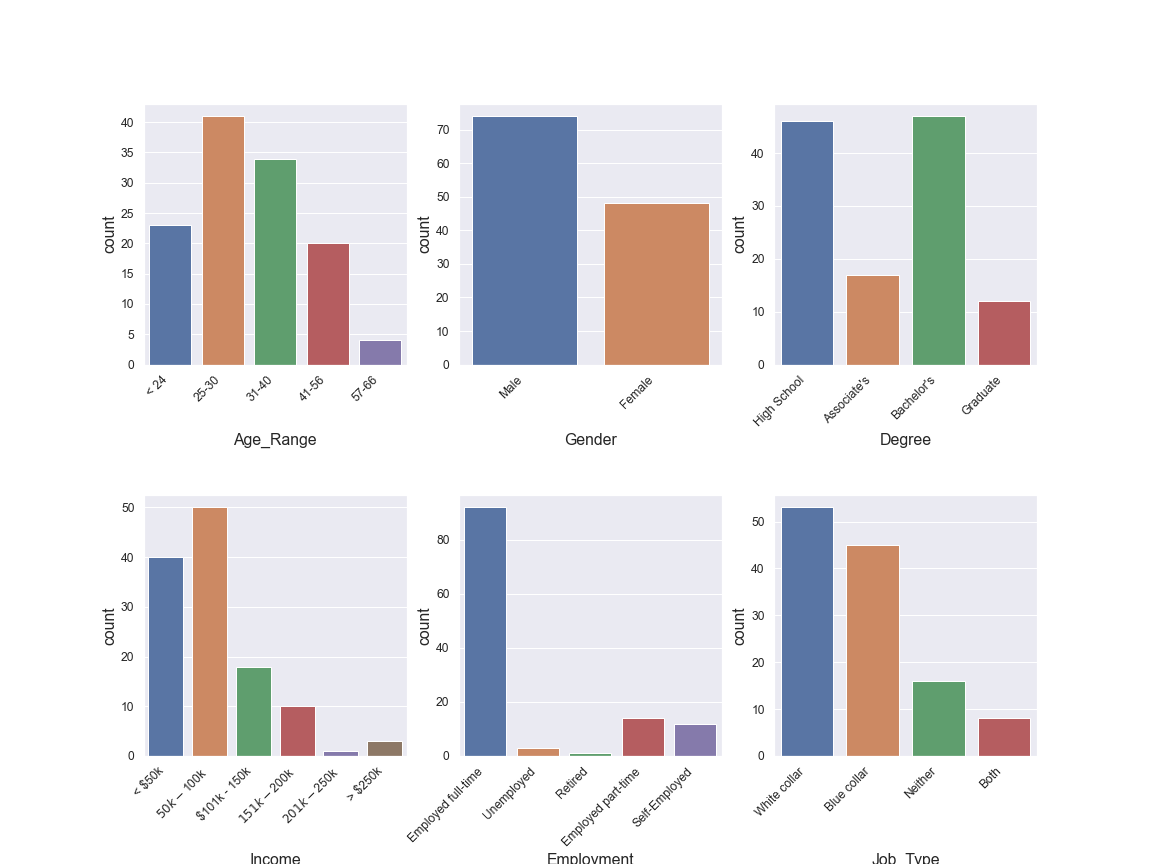 40
35
30
25
20
15
10
5
0
count
< 24
25-30
31-40
41-56
57-66
Age_Range
70
60
50
40
30
20
10
0
count
Male
Female
Gender
40
30
20
10
0
count
High School
Associate's
Bachelor's
Graduate
Degree
50
40
30
20
10
0
count
< $50k
50k − 100k
$101k - 150k
151k − 200k
201k − 250k
> $250k
Income
80
60
40
20
0
count
Employed full-time
Unemployed
Retired
Employed part-time
Self-Employed
Employment
50
40
30
20
10
0
count
White collar
Blue collar
Neither
Both
Job_Type